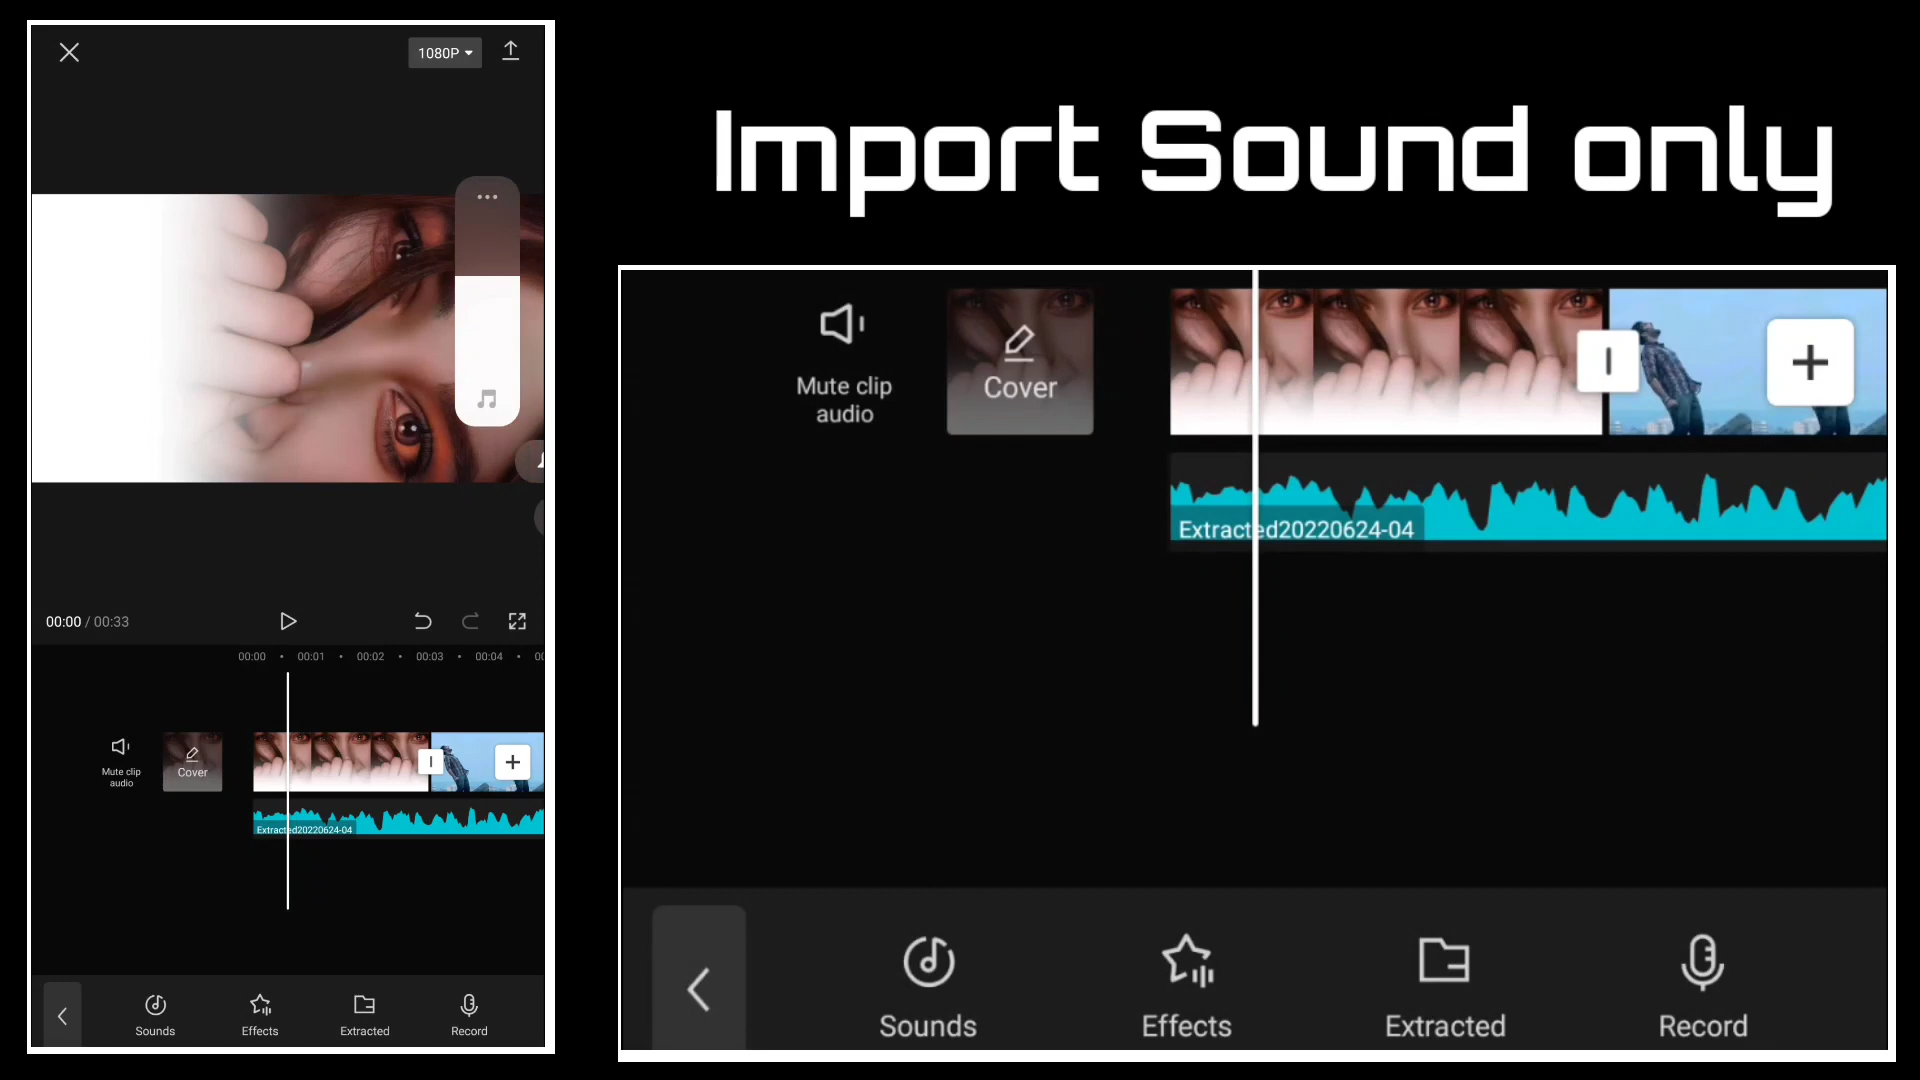 1080P
Import Sound only
00:00 / 00:33
00:00 00:01 00:02 00:03 00:04
Mute clip
audio
Cover
Extracted20220624-04
Sounds Effects Extracted Record
Mute clip
audio
Cover
Extracted20220624-04
Sounds Effects Extracted Record